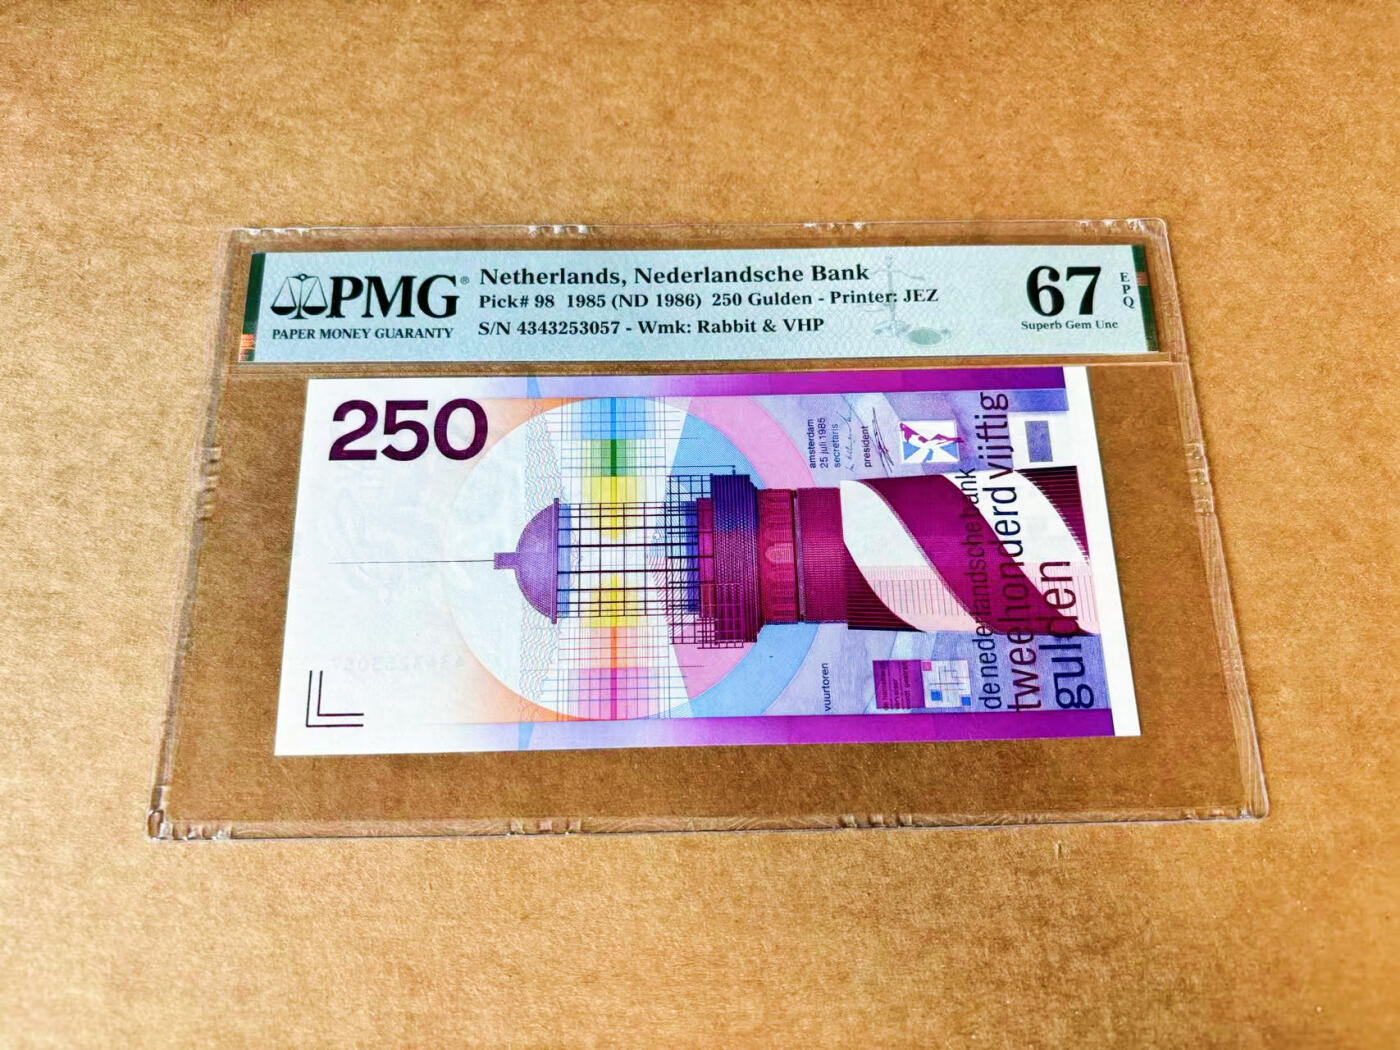 PMG®
PAPER MONEY GUARANTY
Netherlands, Nederlandsche Bank
Pick# 98 1985 (ND 1986) 250 Gulden - Printer: JEZ
S/N 4343253057 - Wmk: Rabbit & VHP
67
Superb Gem Unc
EPQ
250
amsterdam
25 juli 1985
secretaris
president
vuurtoren
de nederlandsche bank
tweehonderd vijftig
gulden